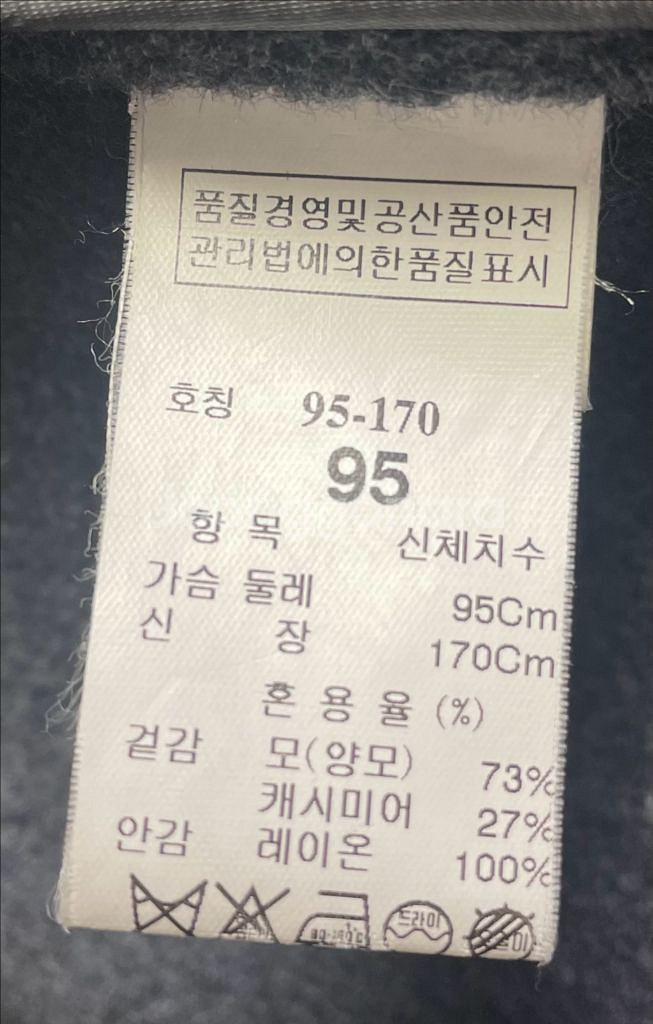 품질경영및공산품안전
관리법에의한품질표시
호칭 95-170
95
항 목 신체치수
가슴 둘레 95Cm
신 장 170Cm
혼 용 율 (%)
겉감 모(양모) 73%
캐시미어 27%
안감 레이온 100%
드라이